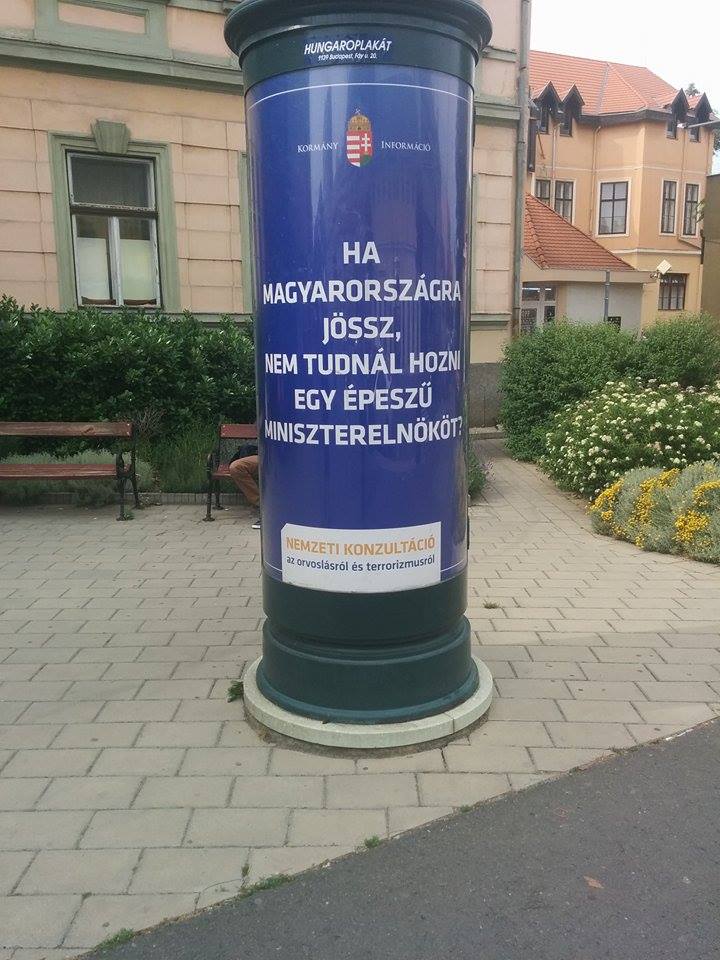 HUNGAROPLAKÁT
1139 Budapest, Fáy u. 20.
KORMÁNY INFORMÁCIÓ
HA
MAGYARORSZÁGRA
JÖSSZ,
NEM TUDNÁL HOZNI
EGY ÉPESZŰ
MINISZTERELNÖKÖT?
NEMZETI KONZULTÁCIÓ
az orvoslásról és terrorizmusról